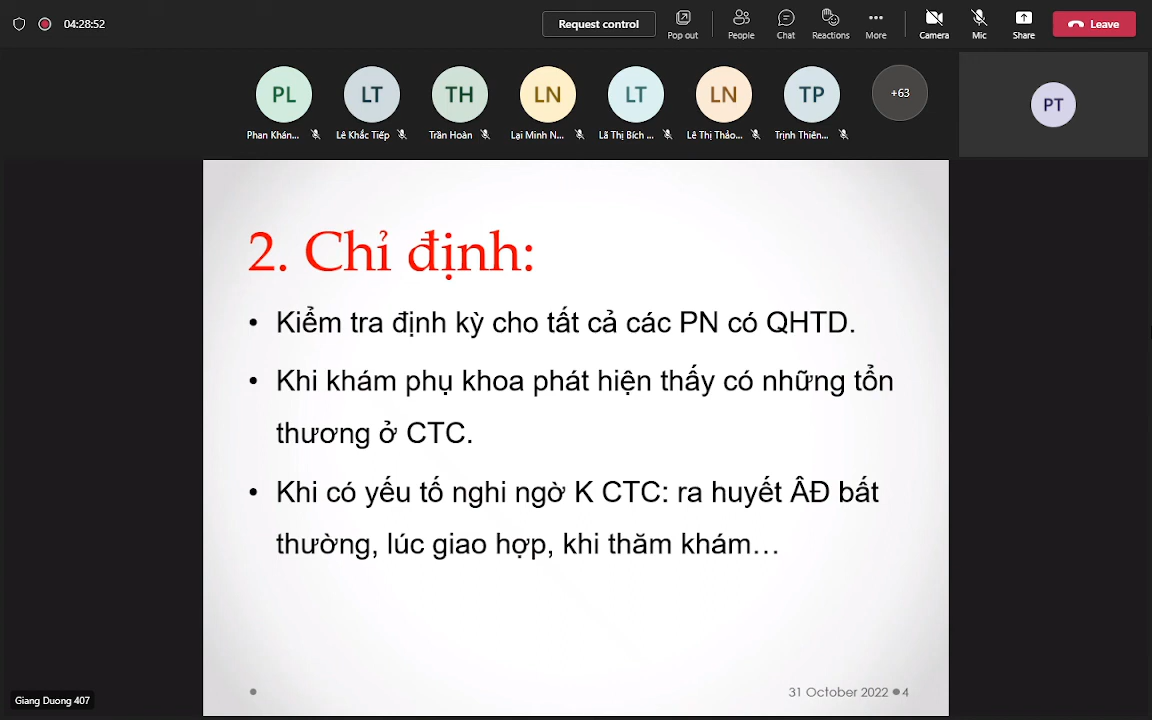 04:28:52
Request control
Pop out
People
Chat
Reactions
More
Camera
Mic
Share
Leave
PL
LT
TH
LN
LT
LN
TP
+63
PT
Phan Khán...
Lê Khắc Tiếp
Trần Hoàn
Lại Minh N...
Lã Thị Bích ...
Lê Thị Thảo...
Trịnh Thiên...
2. Chỉ định:
• Kiểm tra định kỳ cho tất cả các PN có QHTD.
• Khi khám phụ khoa phát hiện thấy có những tổn
thương ở CTC.
• Khi có yếu tố nghi ngờ K CTC: ra huyết ÂĐ bất
thường, lúc giao hợp, khi thăm khám…
31 October 2022 ●4
Giang Duong 407